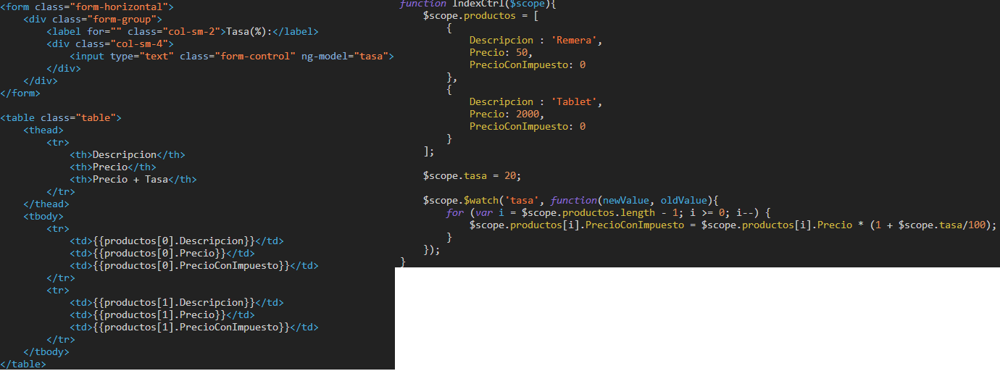 <form class="form-horizontal">
    <div class="form-group">
        <label for="" class="col-sm-2">Tasa(%):</label>
        <div class="col-sm-4">
            <input type="text" class="form-control" ng-model="tasa">
        </div>
    </div>
</form>

<table class="table">
    <thead>
        <tr>
            <th>Descripcion</th>
            <th>Precio</th>
            <th>Precio + Tasa</th>
        </tr>
    </thead>
    <tbody>
        <tr>
            <td>{{productos[0].Descripcion}}</td>
            <td>{{productos[0].Precio}}</td>
            <td>{{productos[0].PrecioConImpuesto}}</td>
        </tr>
        <tr>
            <td>{{productos[1].Descripcion}}</td>
            <td>{{productos[1].Precio}}</td>
            <td>{{productos[1].PrecioConImpuesto}}</td>
        </tr>
    </tbody>
</table>
function IndexCtrl($scope){
    $scope.productos = [
        {
            Descripcion : 'Remera',
            Precio: 50,
            PrecioConImpuesto: 0
        },
        {
            Descripcion : 'Tablet',
            Precio: 2000,
            PrecioConImpuesto: 0
        }
    ];

    $scope.tasa = 20;

    $scope.$watch('tasa', function(newValue, oldValue){
        for (var i = $scope.productos.length - 1; i >= 0; i--) {
            $scope.productos[i].PrecioConImpuesto = $scope.productos[i].Precio * (1 + $scope.tasa/100);
        }
    });
}